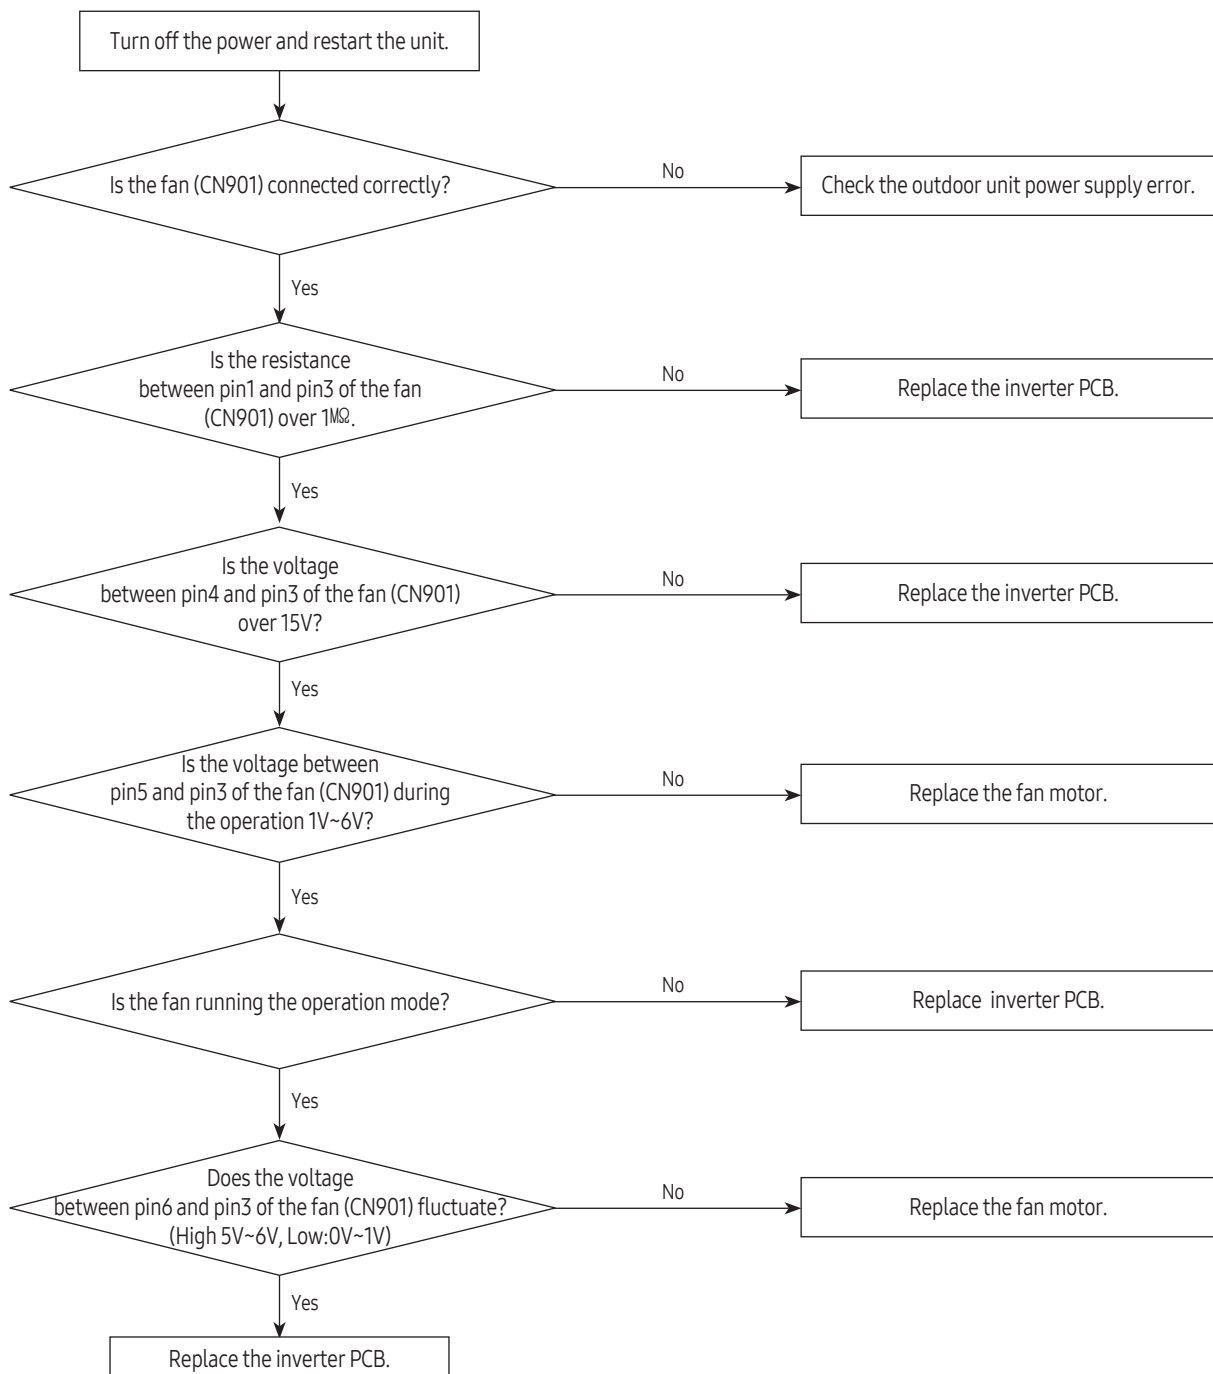 Turn off the power and restart the unit.
Is the fan (CN901) connected correctly?
No
Check the outdoor unit power supply error.
Yes
Is the resistance
between pin1 and pin3 of the fan
(CN901) over 1㏁.
No
Replace the inverter PCB.
Yes
Is the voltage
between pin4 and pin3 of the fan (CN901)
over 15V?
No
Replace the inverter PCB.
Yes
Is the voltage between
pin5 and pin3 of the fan (CN901) during
the operation 1V~6V?
No
Replace the fan motor.
Yes
Is the fan running the operation mode?
No
Replace inverter PCB.
Yes
Does the voltage
between pin6 and pin3 of the fan (CN901) fluctuate?
(High 5V~6V, Low:0V~1V)
No
Replace the fan motor.
Yes
Replace the inverter PCB.